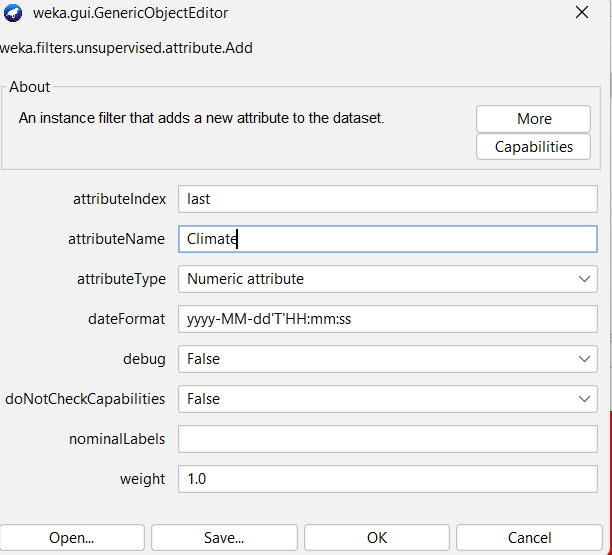 weka.gui.GenericObjectEditor
weka.filters.unsupervised.attribute.Add
About
An instance filter that adds a new attribute to the dataset.
More
Capabilities
attributeIndex last
attributeName Climate
attributeType Numeric attribute
dateFormat yyyy-MM-dd'T'HH:mm:ss
debug False
doNotCheckCapabilities False
nominalLabels
weight 1.0
Open... Save... OK Cancel